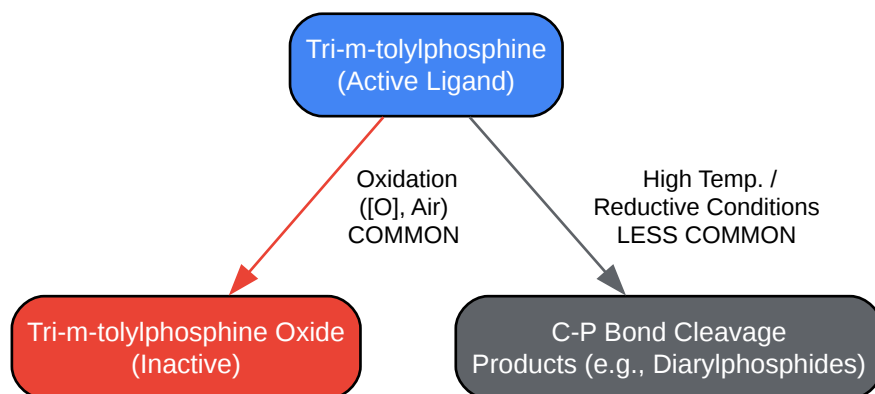 Tri-m-tolylphosphine
(Active Ligand)
Oxidation
([O], Air)
COMMON
High Temp. /
Reductive Conditions
LESS COMMON
Tri-m-tolylphosphine Oxide
(Inactive)
C-P Bond Cleavage
Products (e.g., Diarylphosphides)